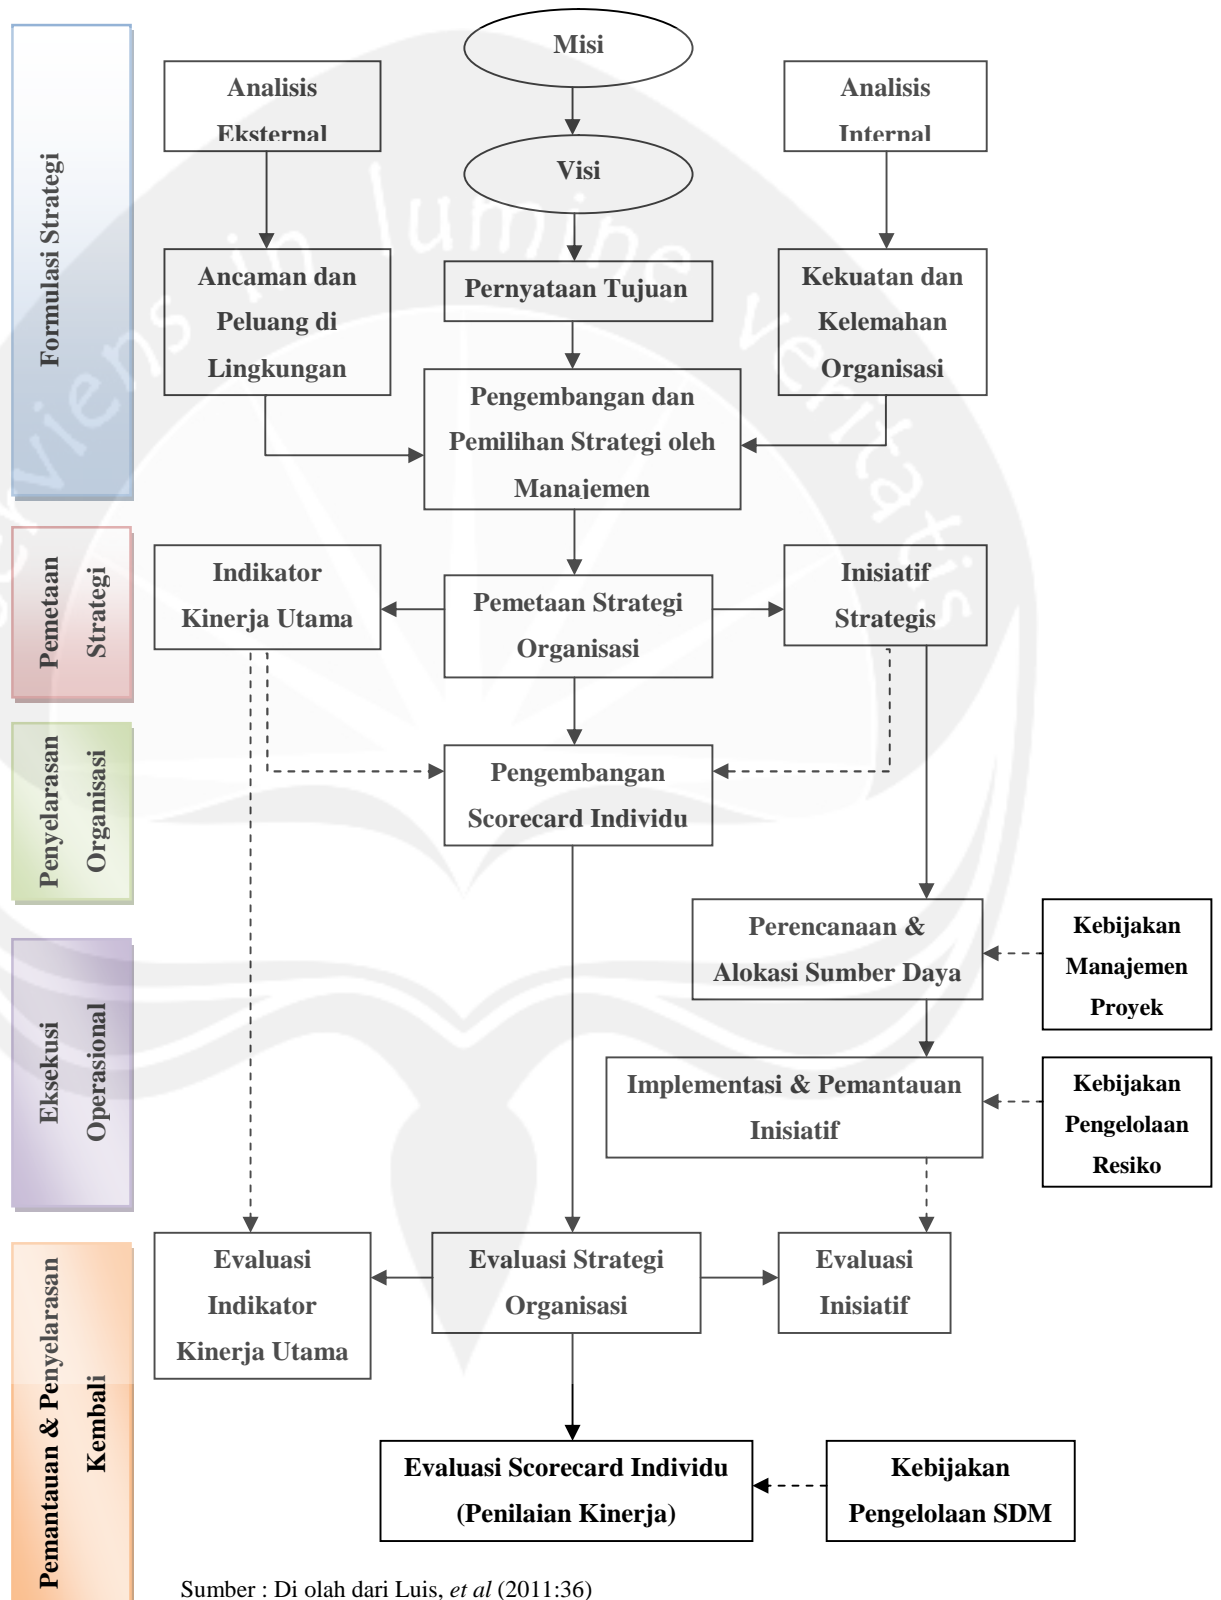 Misi
Analisis
Eksternal
Analisis
Internal
Visi
Formulasi Strategi
Ancaman dan
Peluang di
Lingkungan
Pernyataan Tujuan
Kekuatan dan
Kelemahan
Organisasi
Pengembangan dan
Pemilihan Strategi oleh
Manajemen
Pemetaan
Strategi
Indikator
Kinerja Utama
Pemetaan Strategi
Organisasi
Inisiatif
Strategis
Penyelarasan
Organisasi
Pengembangan
Scorecard Individu
Eksekusi
Operasional
Perencanaan &
Alokasi Sumber Daya
Kebijakan
Manajemen
Proyek
Implementasi & Pemantauan
Inisiatif
Kebijakan
Pengelolaan
Resiko
Pemantauan & Penyelarasan
Kembali
Evaluasi
Indikator
Kinerja Utama
Evaluasi Strategi
Organisasi
Evaluasi
Inisiatif
Evaluasi Scorecard Individu
(Penilaian Kinerja)
Kebijakan
Pengelolaan SDM
Sumber : Di olah dari Luis, et al (2011:36)
serviens in lumine veritatis